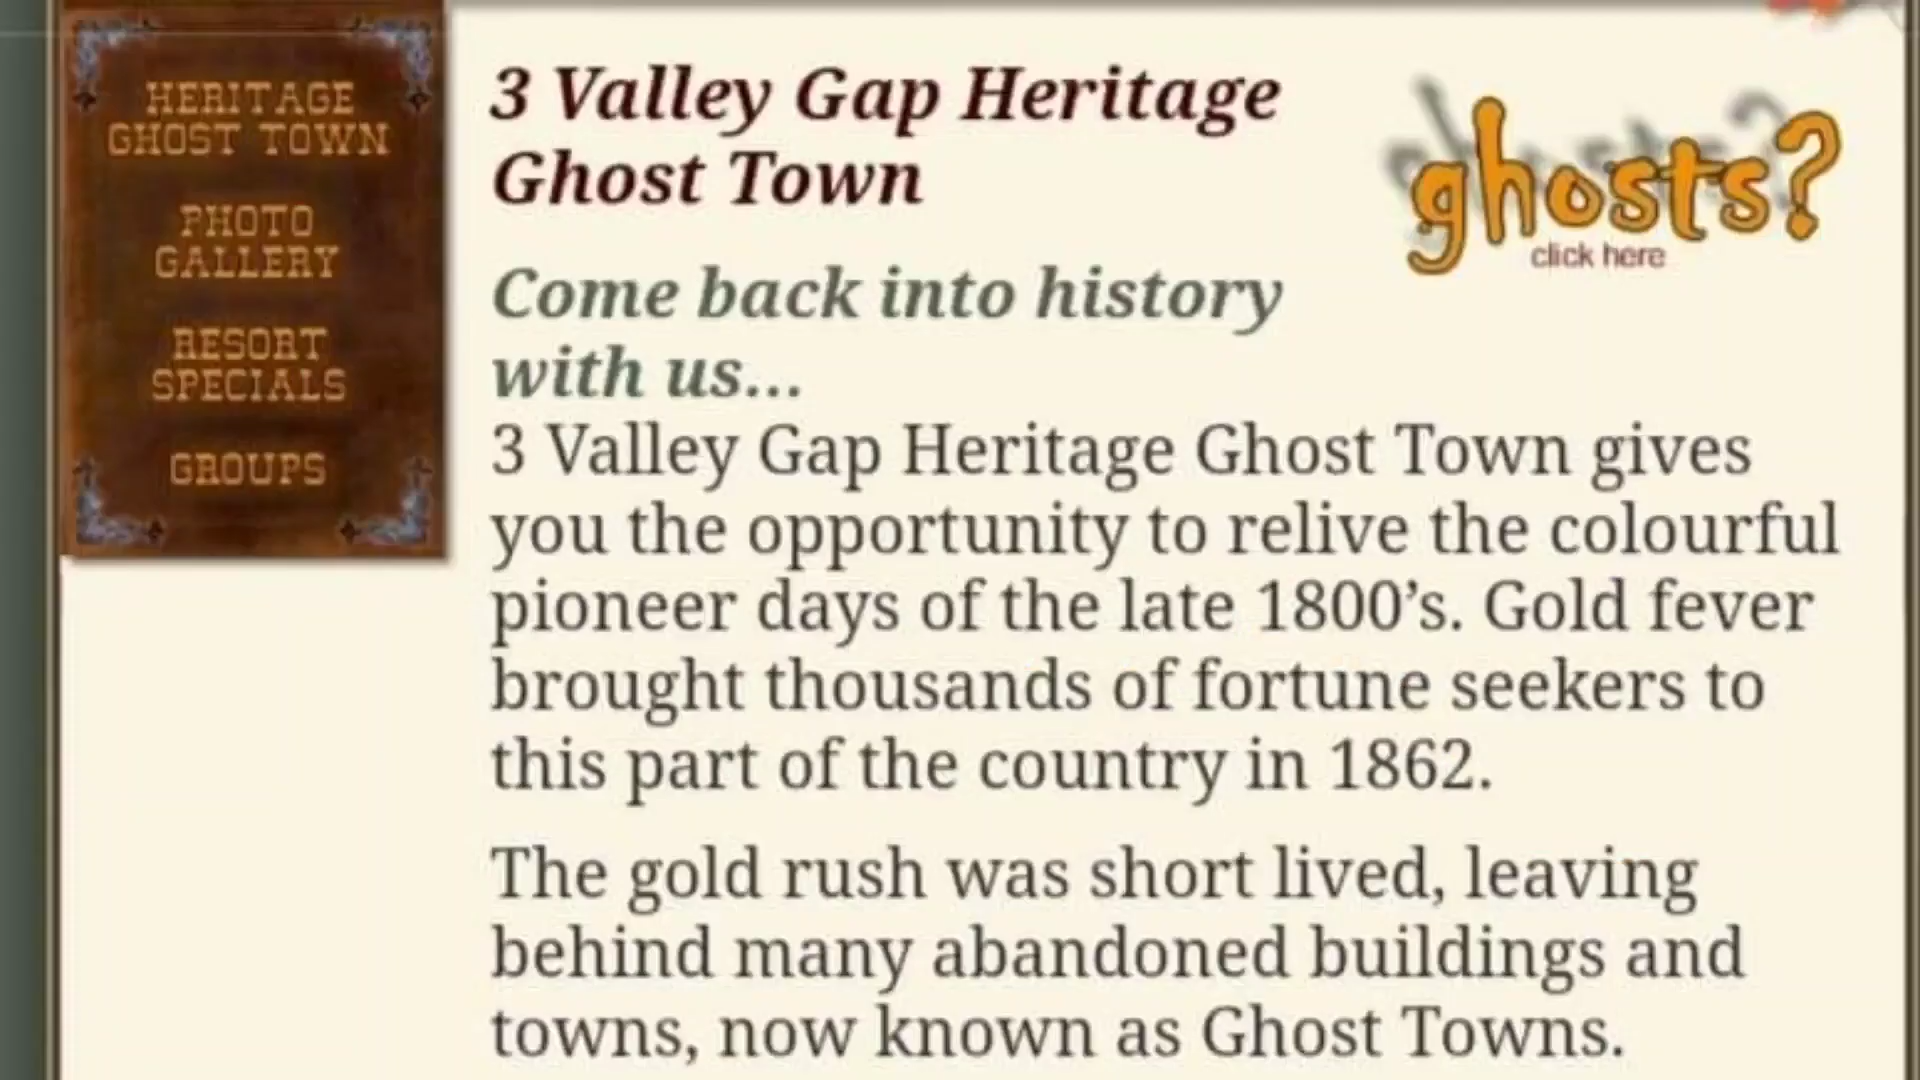 HERITAGE
GHOST TOWN
PHOTO
GALLERY
RESORT
SPECIALS
GROUPS
3 Valley Gap Heritage
Ghost Town
ghosts?
click here
Come back into history
with us...
3 Valley Gap Heritage Ghost Town gives
you the opportunity to relive the colourful
pioneer days of the late 1800’s. Gold fever
brought thousands of fortune seekers to
this part of the country in 1862.
The gold rush was short lived, leaving
behind many abandoned buildings and
towns, now known as Ghost Towns.